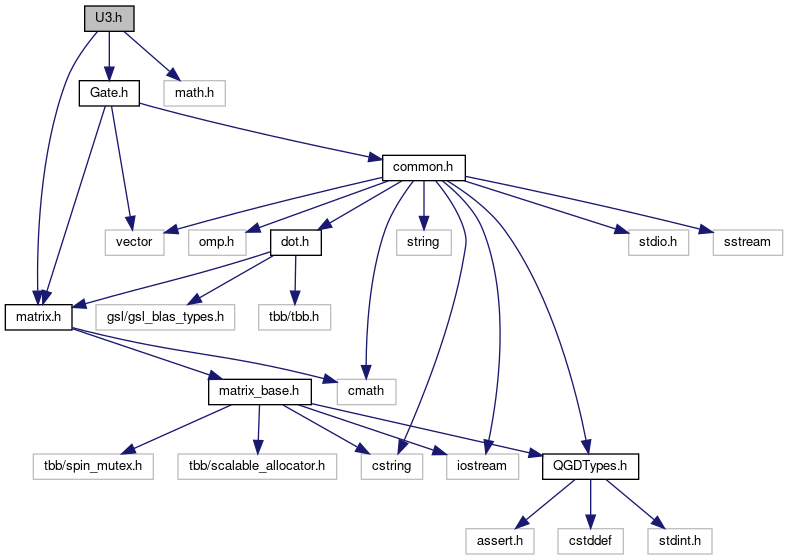 U3.h
Gate.h
math.h
common.h
vector
omp.h
dot.h
string
stdio.h
sstream
matrix.h
gsl/gsl_blas_types.h
tbb/tbb.h
matrix_base.h
cmath
tbb/spin_mutex.h
tbb/scalable_allocator.h
cstring
iostream
QGDTypes.h
assert.h
cstddef
stdint.h